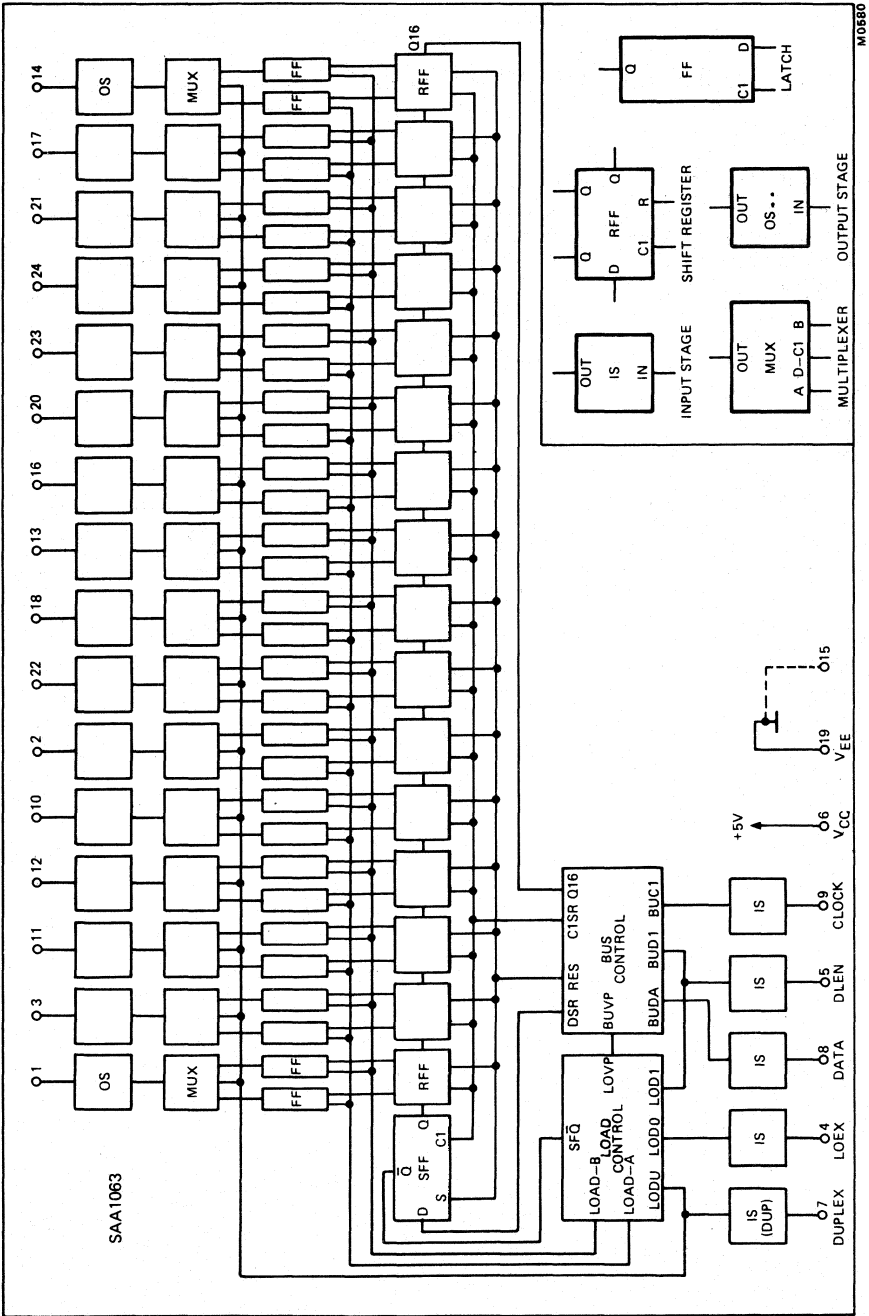 SAA1063
1 3 11 12 10 2 22 18 13 16 20 23 24 21 17 14
OS OS
MUX MUX
FF FF FF FF
RFF RFF Q16
Q̄ Q
SFF
D S C1
SFQ̄
LOAD-B LOAD CONTROL LOVP
LOAD-A
LODU LOD0 LOD1
DSR RES C1SR Q16
BUVP BUS CONTROL
BUDA BUD1 BUC1
IS (DUP) IS IS IS IS
7 4 8 5 9
DUPLEX LOEX DATA DLEN CLOCK
+5V
6
VCC
19 15
VEE
OUT
IS
IN
INPUT STAGE
Q Q
D RFF Q
C1 R
SHIFT REGISTER
Q
FF
C1 D
LATCH
OUT
MUX
A D-C1 B
MULTIPLEXER
OUT
OS••
IN
OUTPUT STAGE
M0580